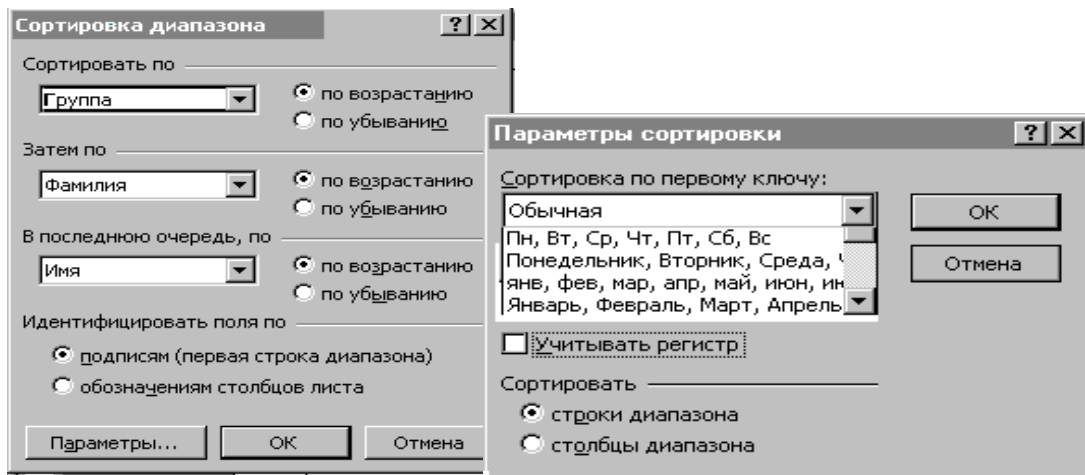 Сортировка диапазона
Сортировать по
Группа
по возрастанию
по убыванию
Затем по
Фамилия
по возрастанию
по убыванию
В последнюю очередь, по
Имя
по возрастанию
по убыванию
Идентифицировать поля по
подписям (первая строка диапазона)
обозначениям столбцов листа
Параметры...
ОК
Отмена
Параметры сортировки
Сортировка по первому ключу:
Обычная
Пн, Вт, Ср, Чт, Пт, Сб, Вс
Понедельник, Вторник, Среда,
янв, фев, мар, апр, май, июн,
Январь, Февраль, Март, Апрель
ОК
Отмена
Учитывать регистр
Сортировать
строки диапазона
столбцы диапазона